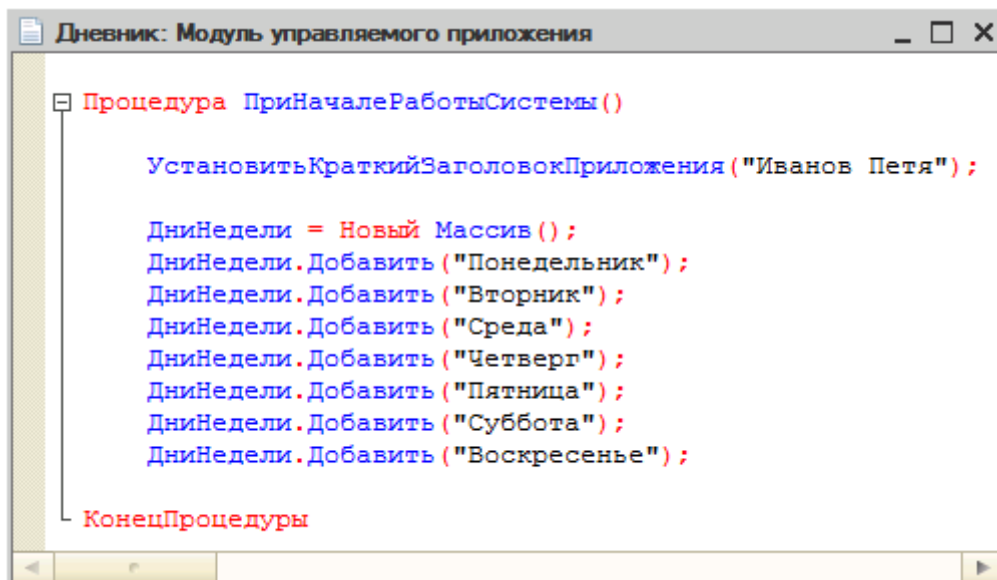 Дневник: Модуль управляемого приложения
Процедура ПриНачалеРаботыСистемы()
УстановитьКраткийЗаголовокПриложения("Иванов Петя");
ДниНедели = Новый Массив();
ДниНедели.Добавить("Понедельник");
ДниНедели.Добавить("Вторник");
ДниНедели.Добавить("Среда");
ДниНедели.Добавить("Четверг");
ДниНедели.Добавить("Пятница");
ДниНедели.Добавить("Суббота");
ДниНедели.Добавить("Воскресенье");
КонецПроцедуры